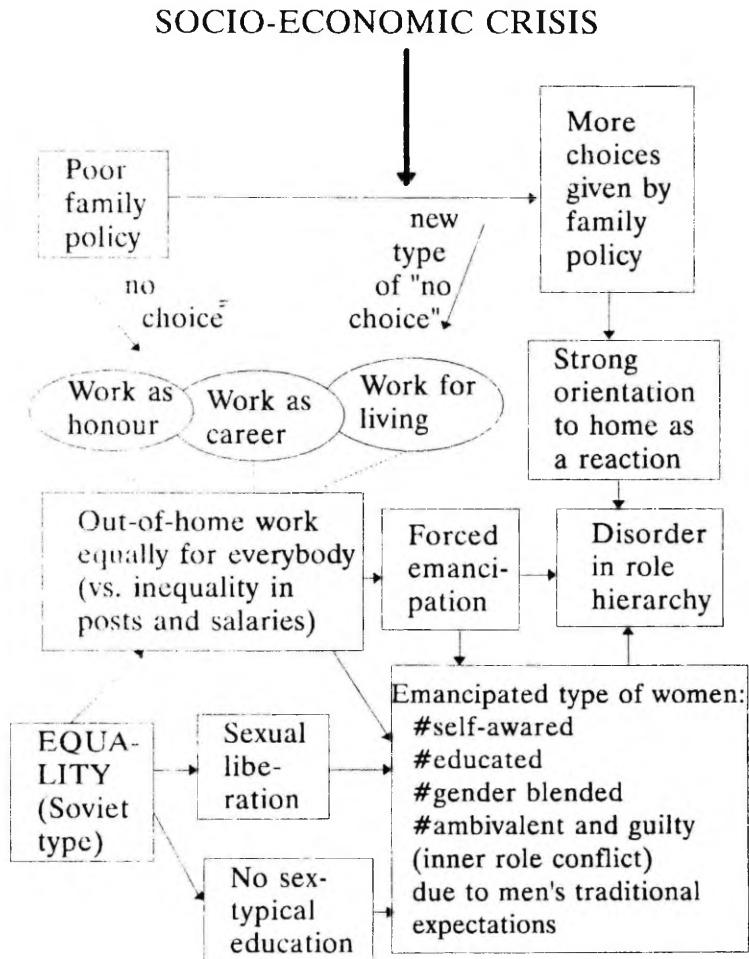 SOCIO-ECONOMIC CRISIS
Poor
family
policy
More
choices
given by
family
policy
no
choice
new
type
of "no
choice"
Work as
honour
Work as
career
Work for
living
Strong
orientation
to home as
a reaction
Out-of-home work
equally for everybody
(vs. inequality in
posts and salaries)
Forced
emanci-
pation
Disorder
in role
hierarchy
EQUA-
LITY
(Soviet
type)
Sexual
libe-
ration
No sex-
typical
education
Emancipated type of women:
#self-awared
#educated
#gender blended
#ambivalent and guilty
(inner role conflict)
due to men's traditional
expectations